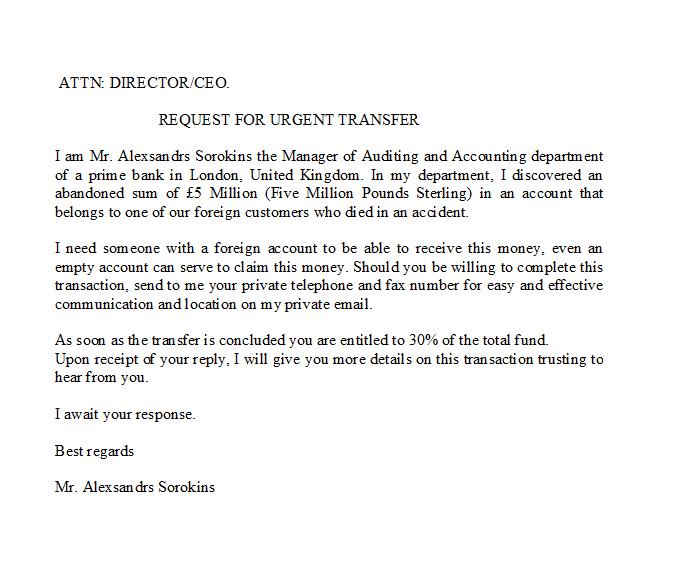 ATTN: DIRECTOR/CEO.
REQUEST FOR URGENT TRANSFER
I am Mr. Alexsandrs Sorokins the Manager of Auditing and Accounting department
of a prime bank in London, United Kingdom. In my department, I discovered an
abandoned sum of £5 Million (Five Million Pounds Sterling) in an account that
belongs to one of our foreign customers who died in an accident.
I need someone with a foreign account to be able to receive this money, even an
empty account can serve to claim this money. Should you be willing to complete this
transaction, send to me your private telephone and fax number for easy and effective
communication and location on my private email.
As soon as the transfer is concluded you are entitled to 30% of the total fund.
Upon receipt of your reply, I will give you more details on this transaction trusting to
hear from you.
I await your response.
Best regards
Mr. Alexsandrs Sorokins